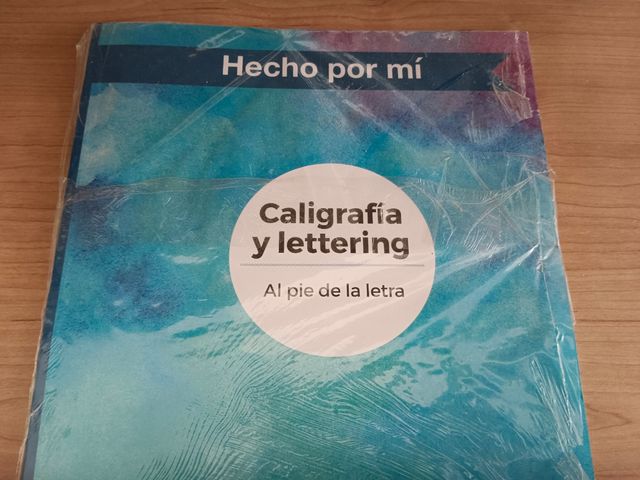 Hecho por mí
Caligrafía
y lettering
Al pie de la letra